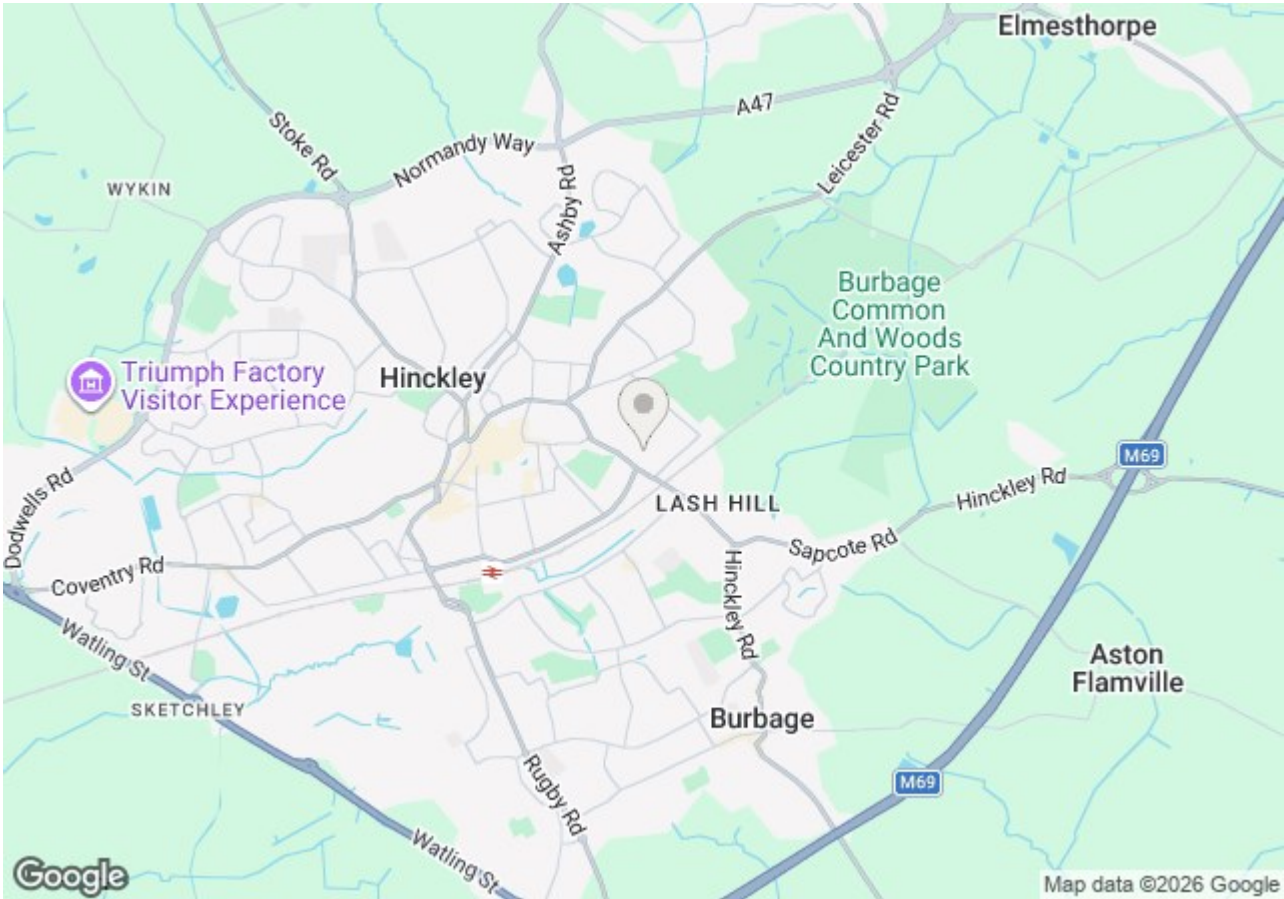 Elmesthorpe
A47
Stoke Rd
Normandy Way
Leicester Rd
WYKIN
Ashby Rd
Burbage
Common
And Woods
Country Park
Triumph Factory
Visitor Experience
Hinckley
M69
Dodwells Rd
LASH HILL
Hinckley Rd
Sapcote Rd
Coventry Rd
Hinckley Rd
Watling St
Aston
Flamville
SKETCHLEY
Burbage
Rugby Rd
M69
Watling St
Google
Map data ©2026 Google